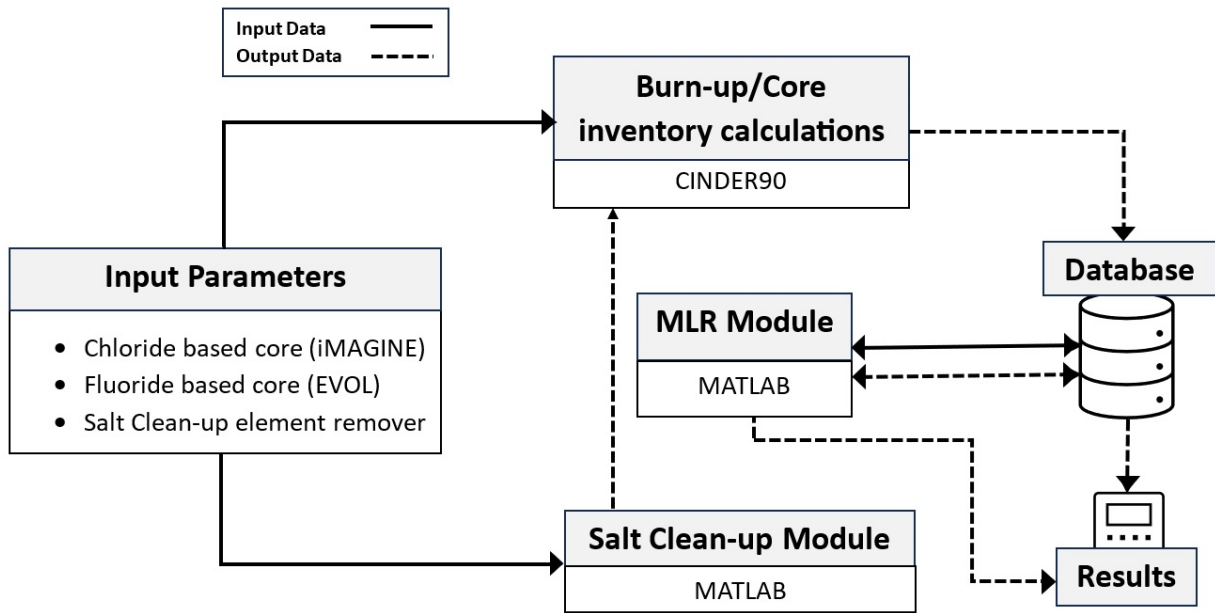 Input Data
Output Data
Burn-up/Core
inventory calculations
CINDER90
Input Parameters
• Chloride based core (iMAGINE)
• Fluoride based core (EVOL)
• Salt Clean-up element remover
Database
MLR Module
MATLAB
Salt Clean-up Module
MATLAB
Results